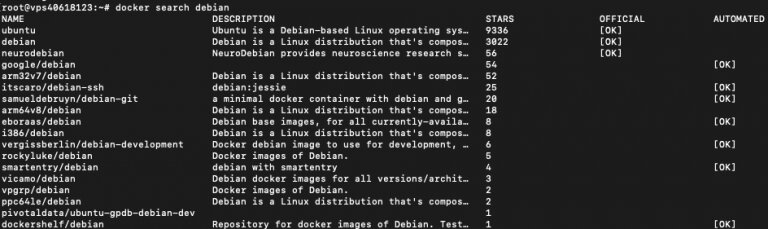 [root@vps40618123:~# docker search debian
NAME DESCRIPTION STARS OFFICIAL AUTOMATED
ubuntu Ubuntu is a Debian-based Linux operating sys… 9336 [OK]
debian Debian is a Linux distribution that's compos… 3022 [OK]
neurodebian NeuroDebian provides neuroscience research s… 56 [OK]
google/debian 54 [OK]
arm32v7/debian Debian is a Linux distribution that's compos… 52
itscaro/debian-ssh debian:jessie 25 [OK]
samueldebruyn/debian-git a minimal docker container with debian and g… 20 [OK]
arm64v8/debian Debian is a Linux distribution that's compos… 18
eboraas/debian Debian base images, for all currently-availa… 8 [OK]
i386/debian Debian is a Linux distribution that's compos… 8
vergissberlin/debian-development Docker debian image to use for development, … 6 [OK]
rockyluke/debian Docker images of Debian. 5
smartentry/debian debian with smartentry 4 [OK]
vicamo/debian Debian docker images for all versions/archit… 3
vpgrp/debian Docker images of Debian. 2
ppc64le/debian Debian is a Linux distribution that's compos… 2
pivotaldata/ubuntu-gpdb-debian-dev 1
dockershelf/debian Repository for docker images of Debian. Test… 1 [OK]